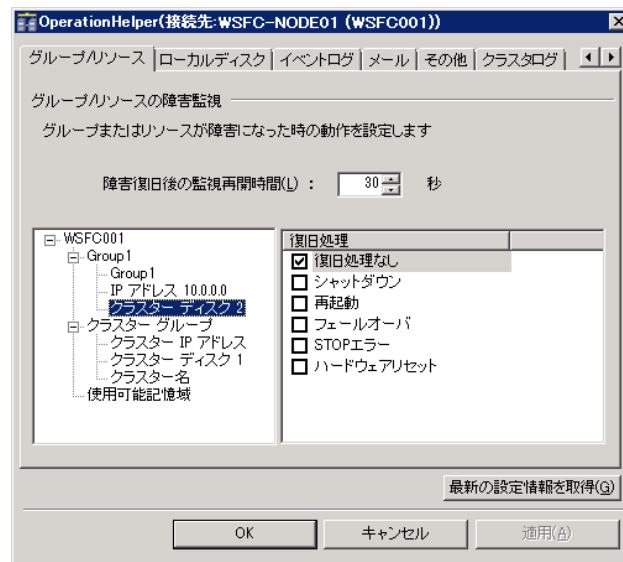 OperationHelper(接続先:WSFC-NODE01 (WSFC001))
グループ/リソース ローカルディスク イベントログ メール その他 クラスタログ
グループ/リソースの障害監視
グループまたはリソースが障害になった時の動作を設定します
障害復旧後の監視再開時間(L) : 30 秒
WSFC001
Group1
Group1
IP アドレス 10.0.0.0
クラスター ディスク 2
クラスター グループ
クラスター IP アドレス
クラスター ディスク 1
クラスター名
使用可能記憶域
復旧処理
復旧処理なし
シャットダウン
再起動
フェールオーバ
STOPエラー
ハードウェアリセット
最新の設定情報を取得(G)
OK キャンセル 適用(A)